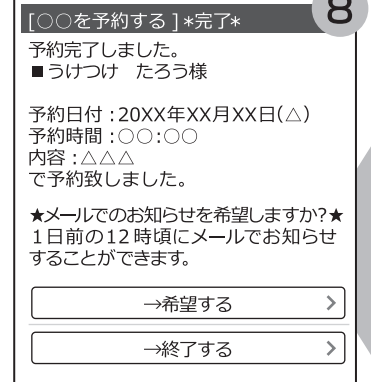 8
[○○を予約する]*完了*
予約完了しました。
■うけつけ　たろう様
予約日付:20XX年XX月XX日(△)
予約時間:○○:○○
内容:△△△
で予約致しました。
★メールでのお知らせを希望しますか?★
1日前の12時頃にメールでお知らせ
することができます。
→希望する >
→終了する >